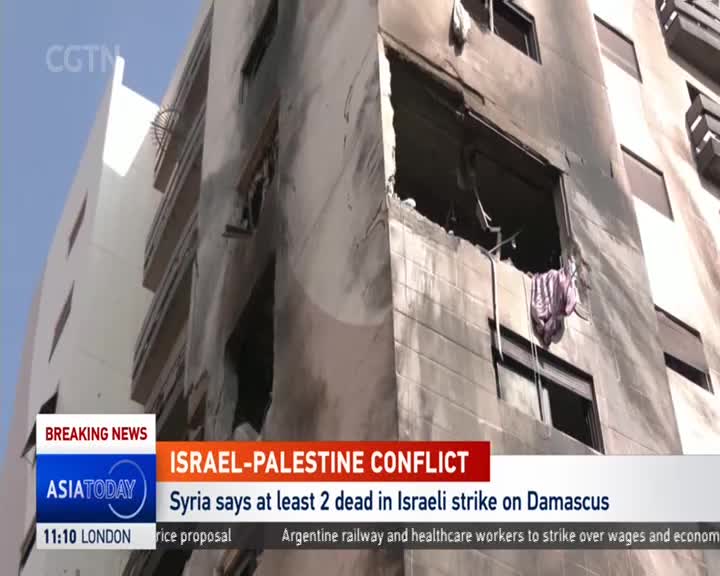 CGTN
BREAKING NEWS
ISRAEL-PALESTINE CONFLICT
ASIATODAY
Syria says at least 2 dead in Israeli strike on Damascus
11:10 LONDON
rice proposal Argentine railway and healthcare workers to strike over wages and econom